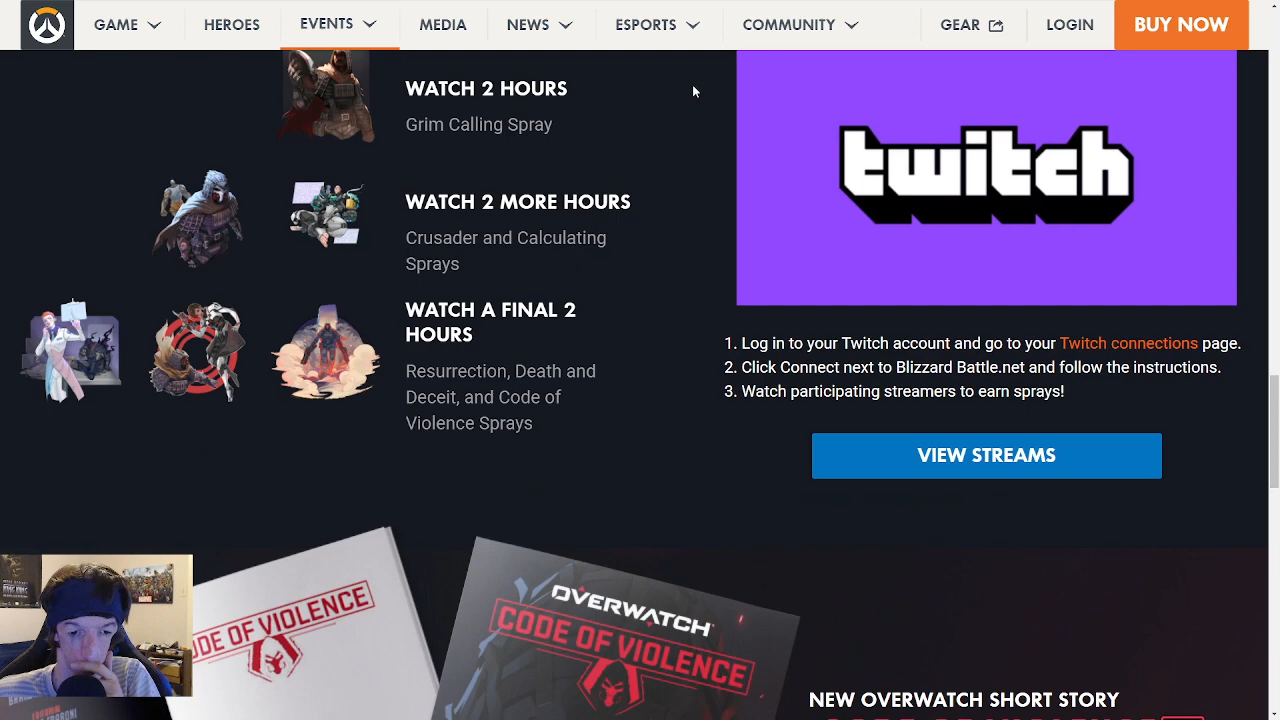 GAME HEROES EVENTS MEDIA NEWS ESPORTS COMMUNITY GEAR LOGIN BUY NOW
WATCH 2 HOURS
Grim Calling Spray
WATCH 2 MORE HOURS
Crusader and Calculating
Sprays
WATCH A FINAL 2
HOURS
Resurrection, Death and
Deceit, and Code of
Violence Sprays
twitch
1. Log in to your Twitch account and go to your Twitch connections page.
2. Click Connect next to Blizzard Battle.net and follow the instructions.
3. Watch participating streamers to earn sprays!
VIEW STREAMS
DE OF VIOLENCE
OVERWATCH
CODE OF VIOLENCE
NEW OVERWATCH SHORT STORY